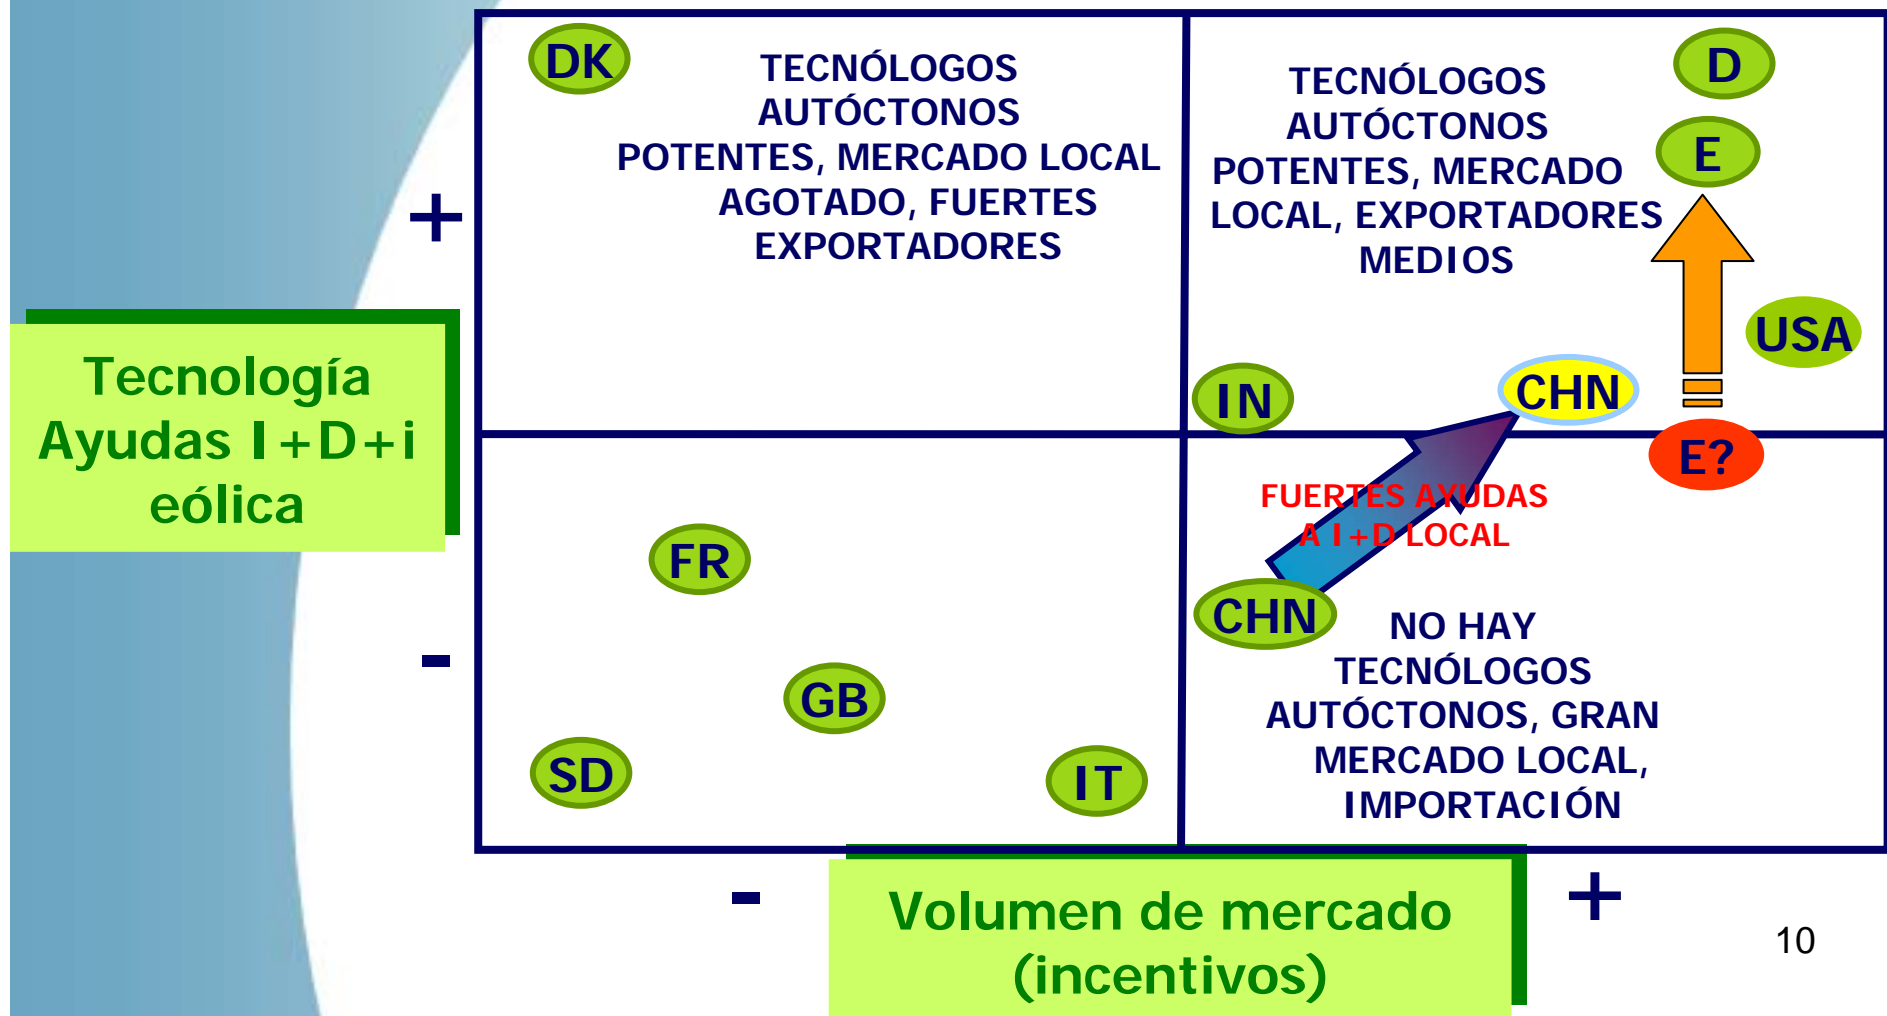 DK
TECNÓLOGOS
AUTÓCTONOS
POTENTES, MERCADO LOCAL
AGOTADO, FUERTES
EXPORTADORES
TECNÓLOGOS
AUTÓCTONOS
POTENTES, MERCADO
LOCAL, EXPORTADORES
MEDIOS
D
E
USA
IN
CHN
E?
+
Tecnología
Ayudas I+D+i
eólica
-
FR
GB
SD
IT
FUERTES AYUDAS
A I+D LOCAL
CHN
NO HAY
TECNÓLOGOS
AUTÓCTONOS, GRAN
MERCADO LOCAL,
IMPORTACIÓN
-
Volumen de mercado
(incentivos)
+
10